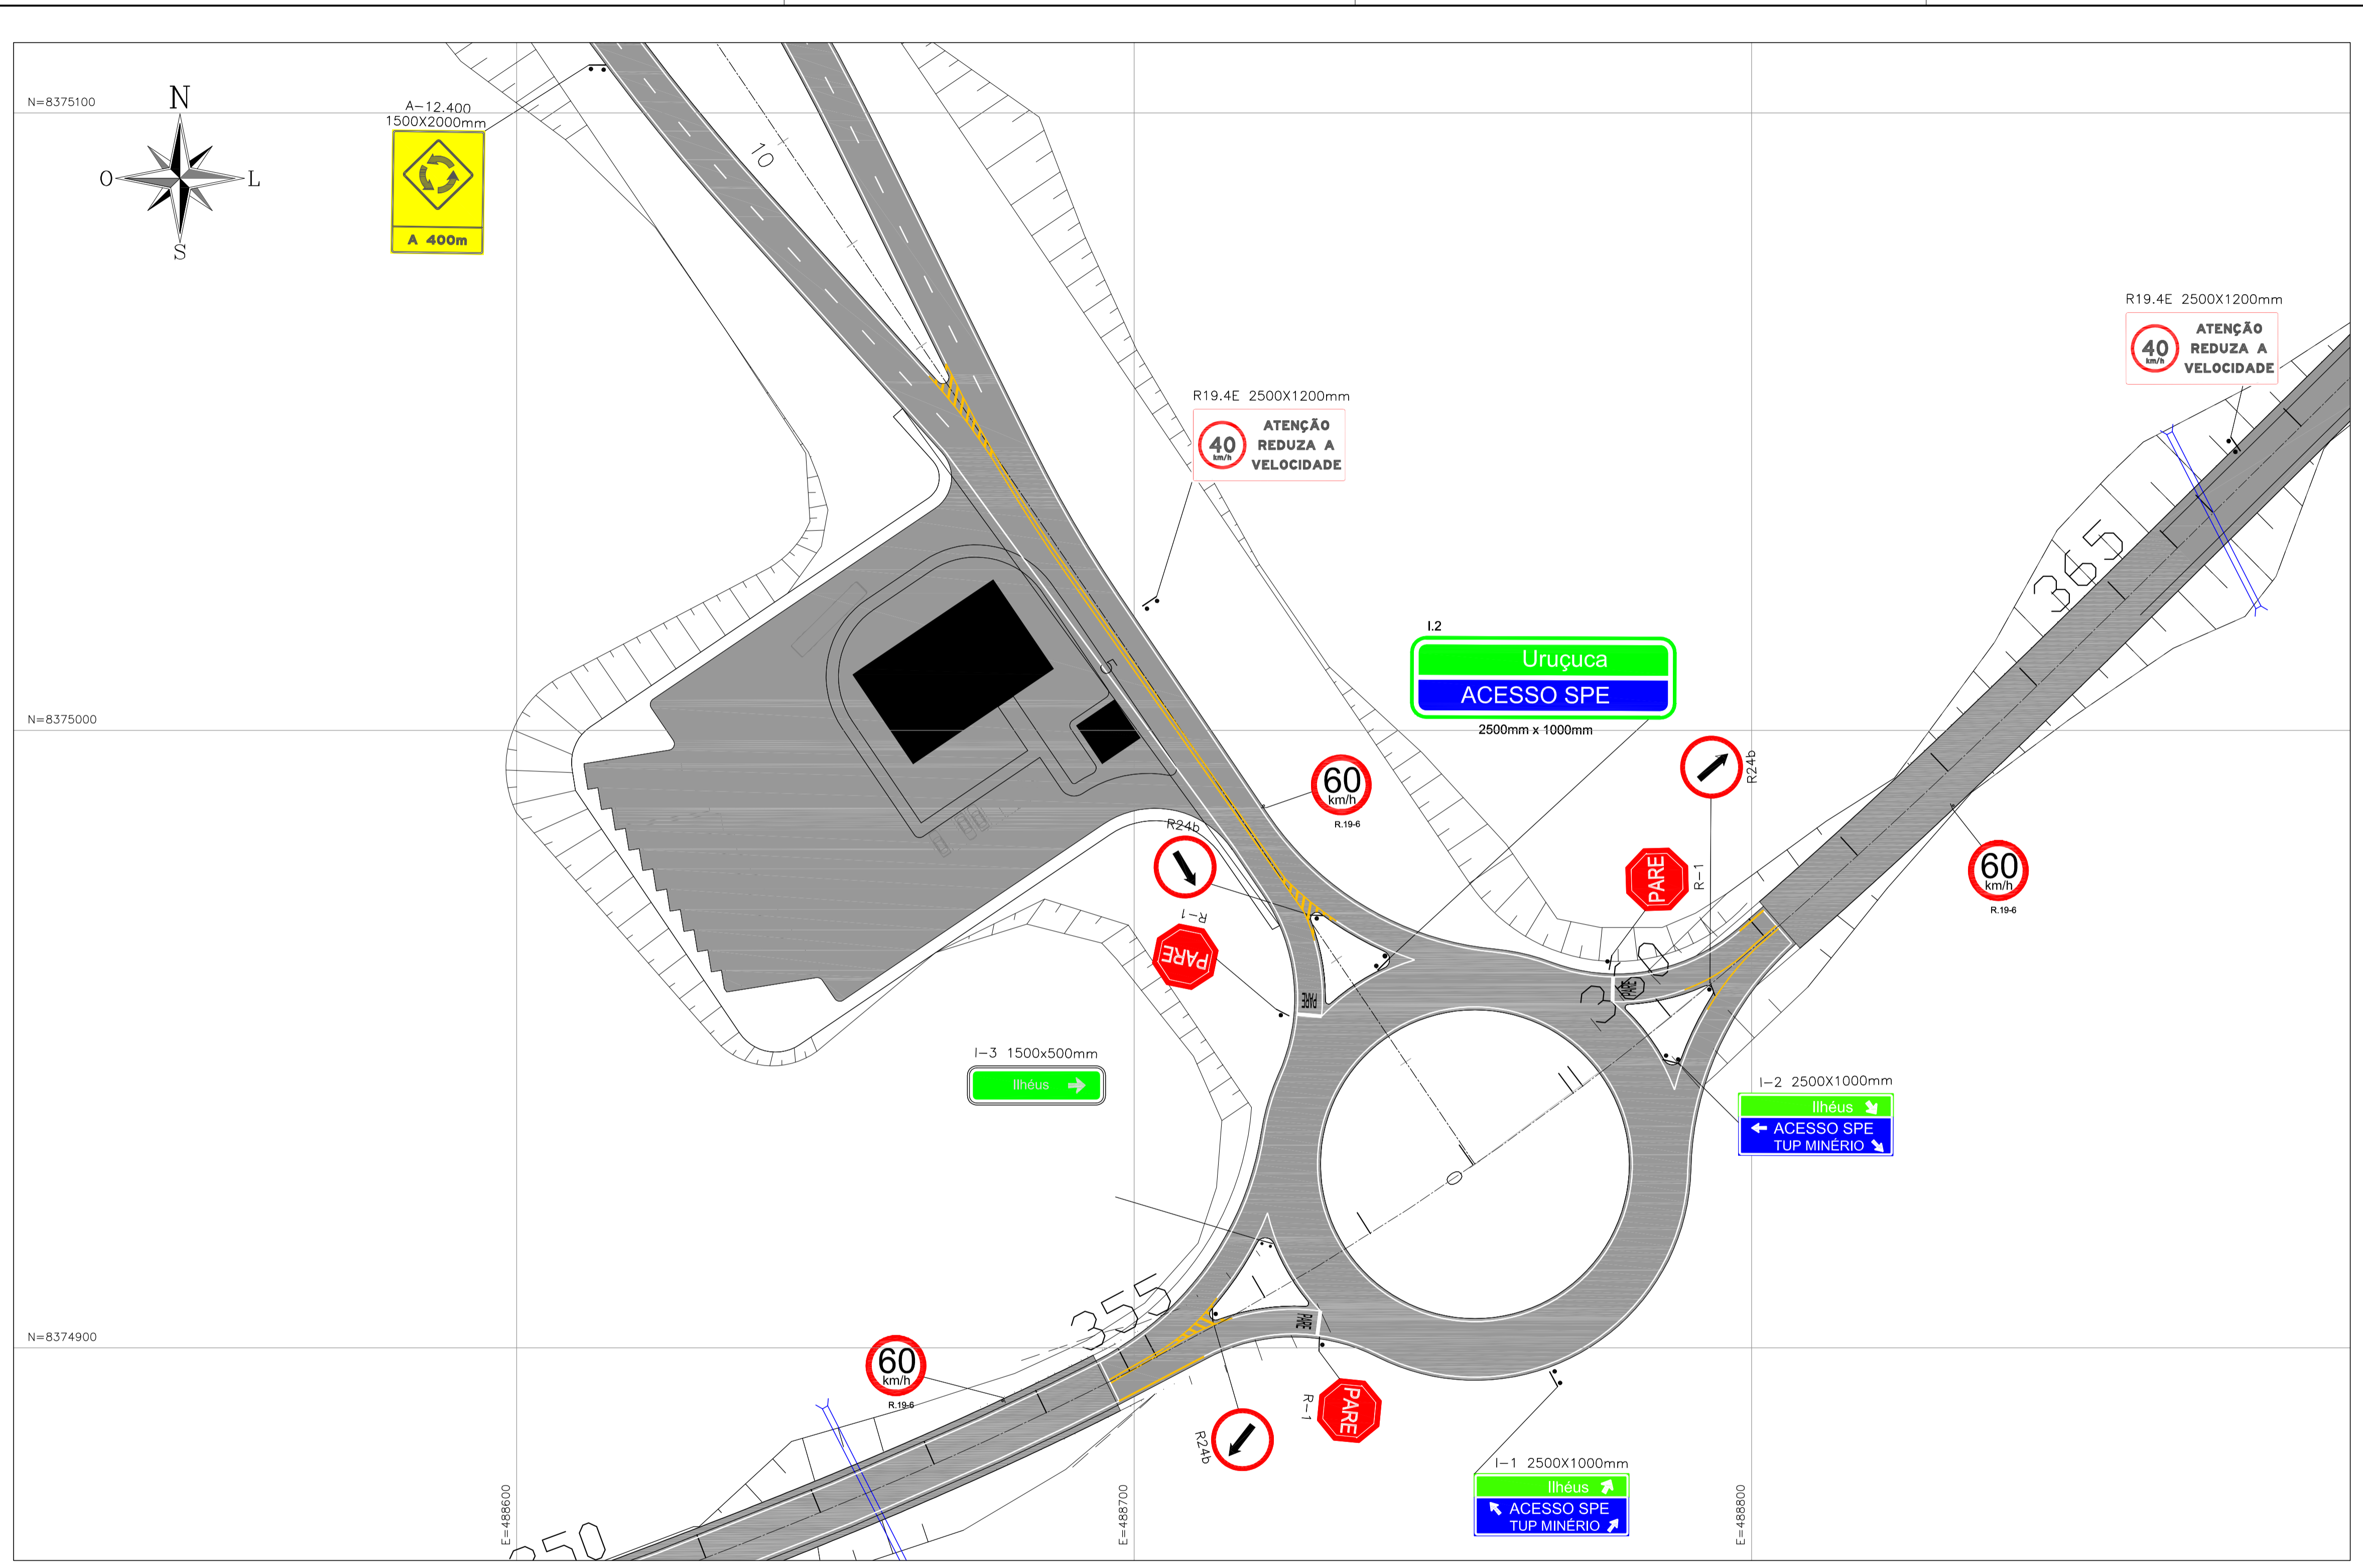 N=8375100
N
O
L
S
A-12.400
1500X2000mm
A 400m
10
R19.4E 2500X1200mm
40
km/h
ATENÇÃO
REDUZA A
VELOCIDADE
R19.4E 2500X1200mm
40
km/h
ATENÇÃO
REDUZA A
VELOCIDADE
365
I.2
Uruçuca
ACESSO SPE
2500mm x 1000mm
5
N=8375000
60
km/h
R.19-6
R24b
R24b
R-1
PARE
R-1
PARE
60
km/h
R.19-6
PARE
PARE
360
I-3 1500x500mm
Ilhéus
I-2 2500X1000mm
Ilhéus
ACESSO SPE
TUP MINÉRIO
0
355
PARE
N=8374900
60
km/h
R.19-6
R24b
R-1
PARE
I-1 2500X1000mm
Ilhéus
ACESSO SPE
TUP MINÉRIO
350
E=488600
E=488700
E=488800